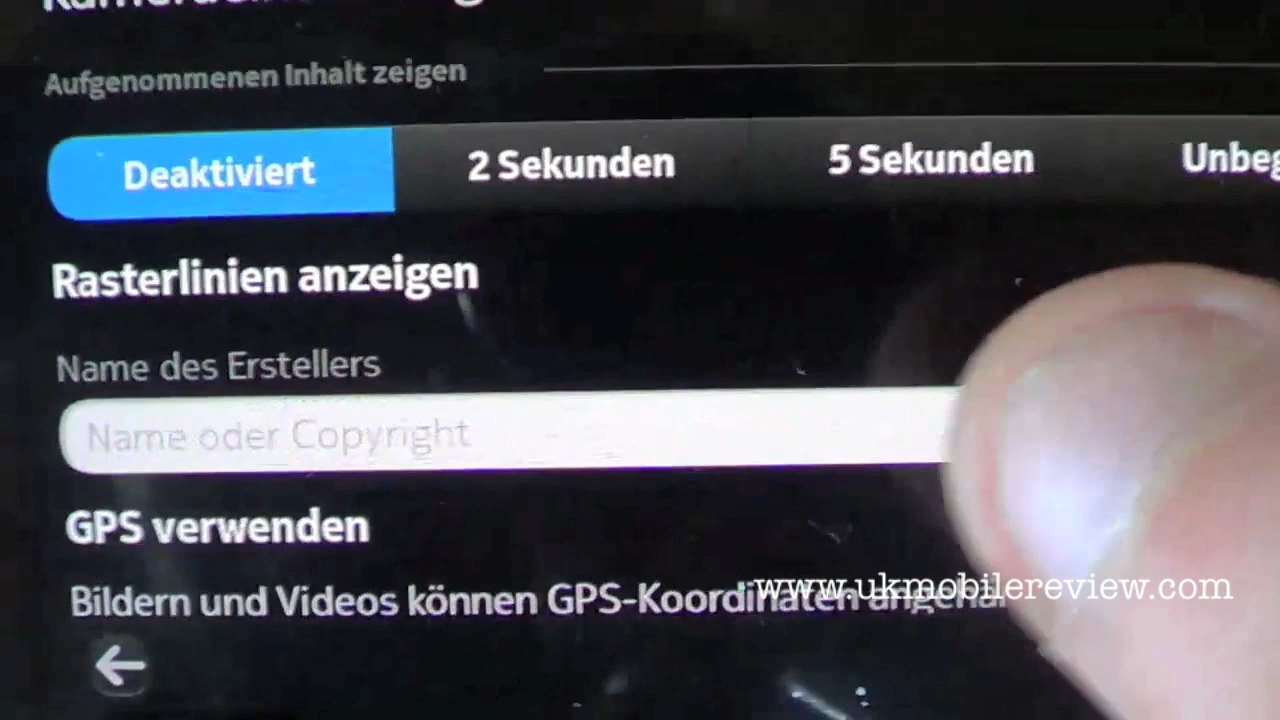 Aufgenommenen Inhalt zeigen
Deaktiviert 2 Sekunden 5 Sekunden
Rasterlinien anzeigen
Name des Erstellers
Name oder Copyright
GPS verwenden
Bildern und Videos können GPS-Koordinaten
www.ukmobilereview.com